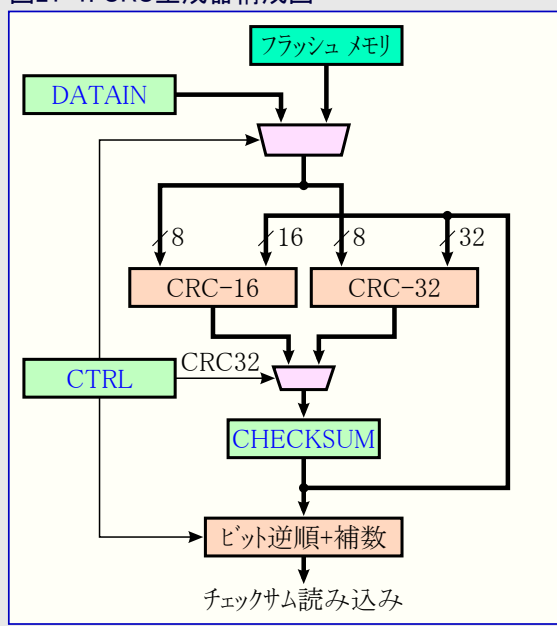 フラッシュ メモリ
DATAIN
8
16
8
32
CRC-16
CRC-32
CRC32
CTRL
CHECKSUM
ビット逆順+補数
チェックサム読み込み